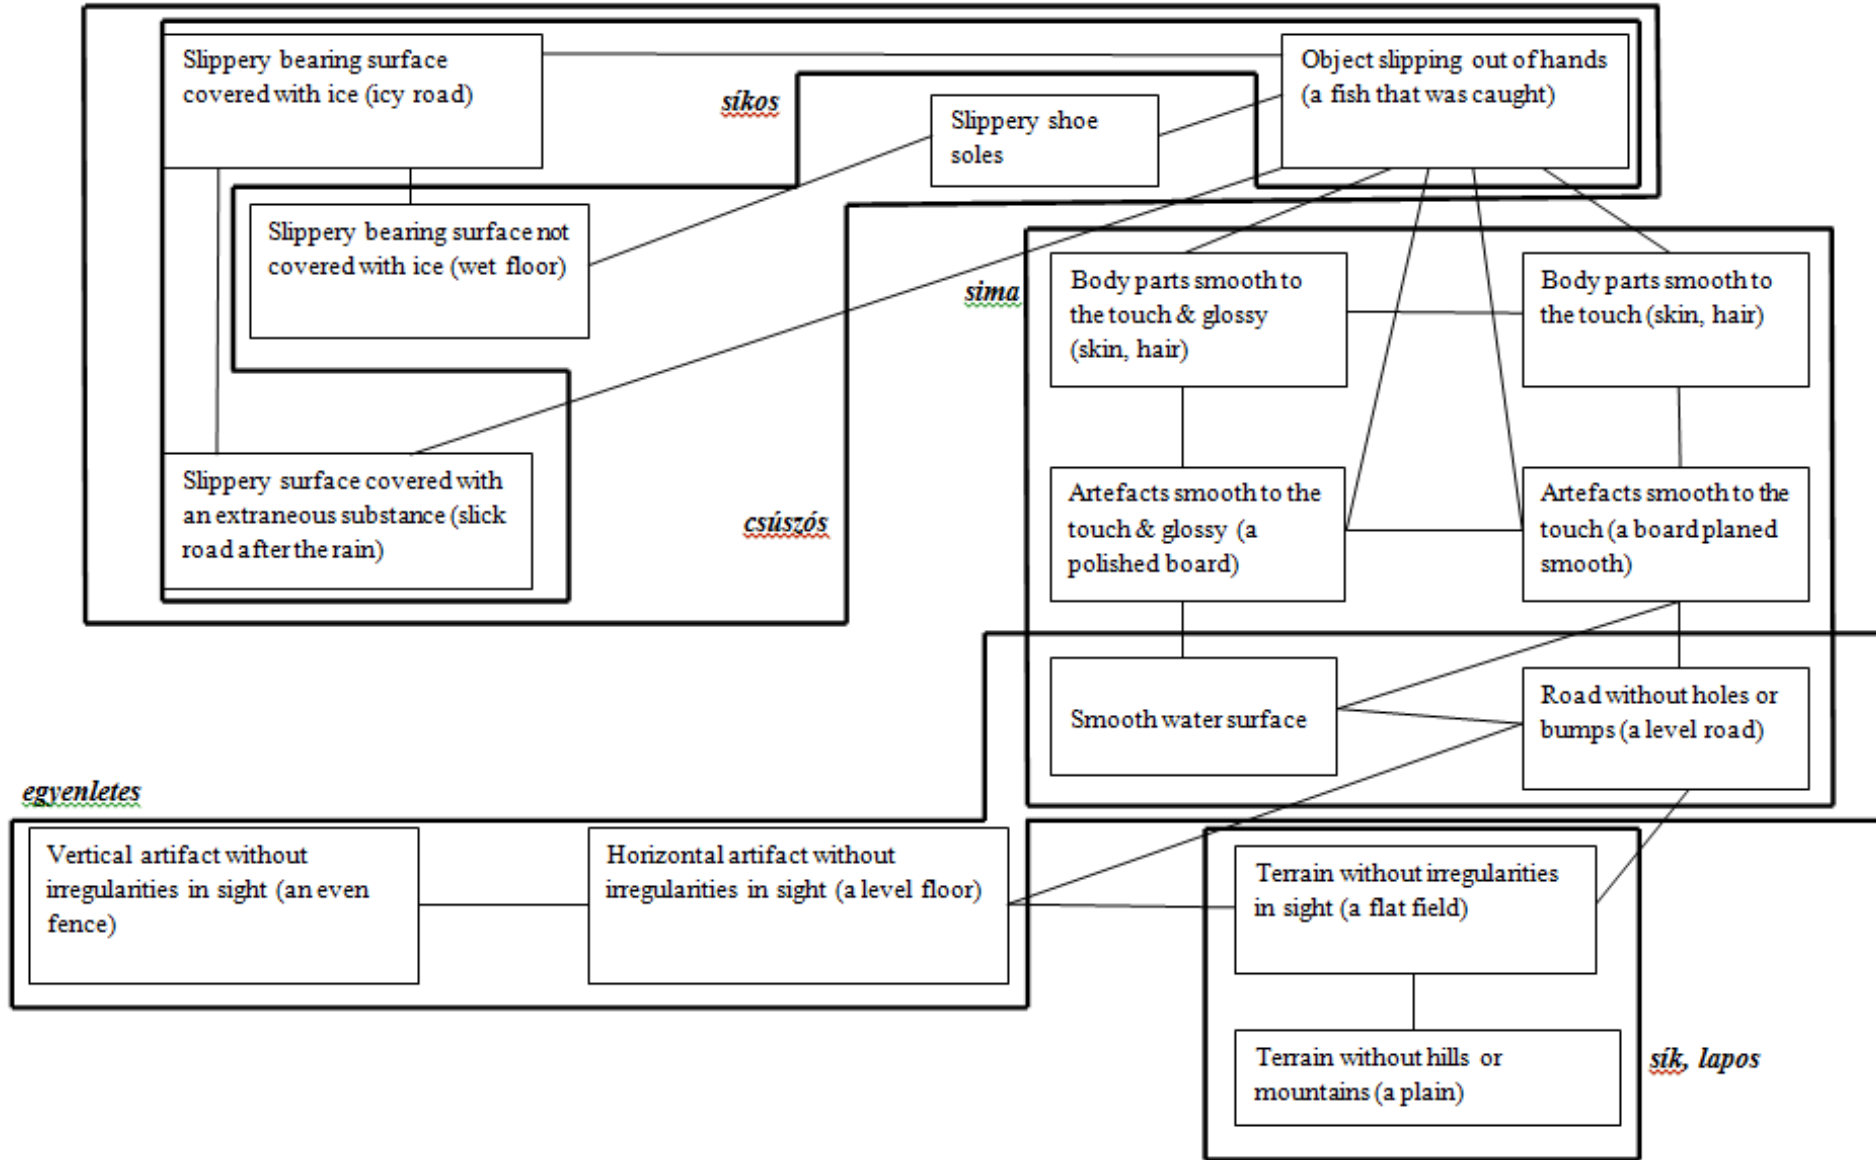 Slippery bearing surface
covered with ice (icy road)
síkos
Slippery shoe
soles
Object slipping out of hands
(a fish that was caught)
Slippery bearing surface not
covered with ice (wet floor)
sima
Body parts smooth to
the touch & glossy
(skin, hair)
Body parts smooth to
the touch (skin, hair)
Slippery surface covered with
an extraneous substance (slick
road after the rain)
csúszós
Artefacts smooth to the
touch & glossy (a
polished board)
Artefacts smooth to the
touch (a board planed
smooth)
Smooth water surface
Road without holes or
bumps (a level road)
egyenletes
Vertical artifact without
irregularities in sight (an even
fence)
Horizontal artifact without
irregularities in sight (a level floor)
Terrain without irregularities
in sight (a flat field)
Terrain without hills or
mountains (a plain)
sík, lapos